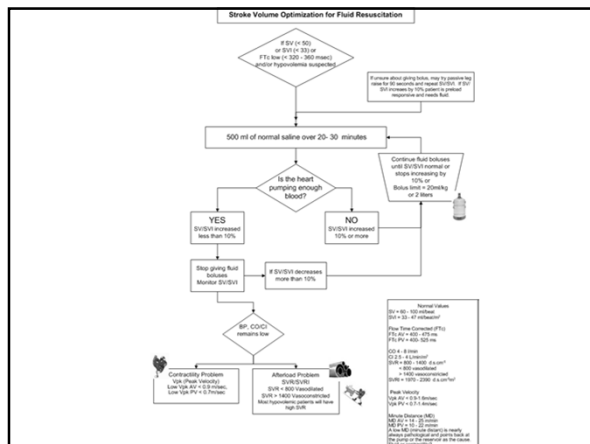 Stroke Volume Optimization for Fluid Resuscitation
If SV (< 50)
or SVI (< 33) or
FTc low (< 320 - 360 msec)
and/or hypovolemia suspected
If unsure about giving bolus, may try passive leg
raise for 90 seconds and repeat SV/SVI. If SV/
SVI increases by 10% patient is preload
responsive and needs fluid.
500 ml of normal saline over 20- 30 minutes
Continue fluid boluses
until SV/SVI normal or
stops increasing by
10% or
Bolus limit = 20ml/kg
or 2 liters
Is the heart
pumping enough
blood?
YES
SV/SVI increased
less than 10%
NO
SV/SVI increased
10% or more
Stop giving fluid
boluses
Monitor SV/SVI
If SV/SVI decreases
more than 10%
BP, CO/CI
remains low
Contractility Problem
Vpk (Peak Velocity)
Low Vpk AV < 0.9 m/sec,
Low Vpk PV < 0.7m/sec)
Afterload Problem
SVR/SVRI
SVR < 800 Vasodilated
SVR > 1400 Vasoconstricted
Most hypovolemic patients will have
high SVR
Normal Values
SV = 60 - 100 ml/beat
SVI = 33 - 47 ml/beat/m²
Flow Time Corrected (FTc)
FTc AV = 400 - 475 ms
FTc PV = 400- 525 ms
CO 4 - 8 l/min
CI 2.5 - 4 L/min/m²
SVR = 800 - 1400 d.s.cm⁵
< 800 vasodilated
> 1400 vasoconstricted
SVRI = 1970 - 2390 d.s.cm⁵/m²
Peak Velocity
Vpk AV = 0.9-1.6m/sec
Vpk PV = 0.7-1.4m/sec
Minute Distance (MD)
MD AV = 14 - 25 m/min
MD PV = 10 - 22 m/min
A low MD (minute distant) is nearly
always pathological and points back at
the pump or the reservoir as the cause.